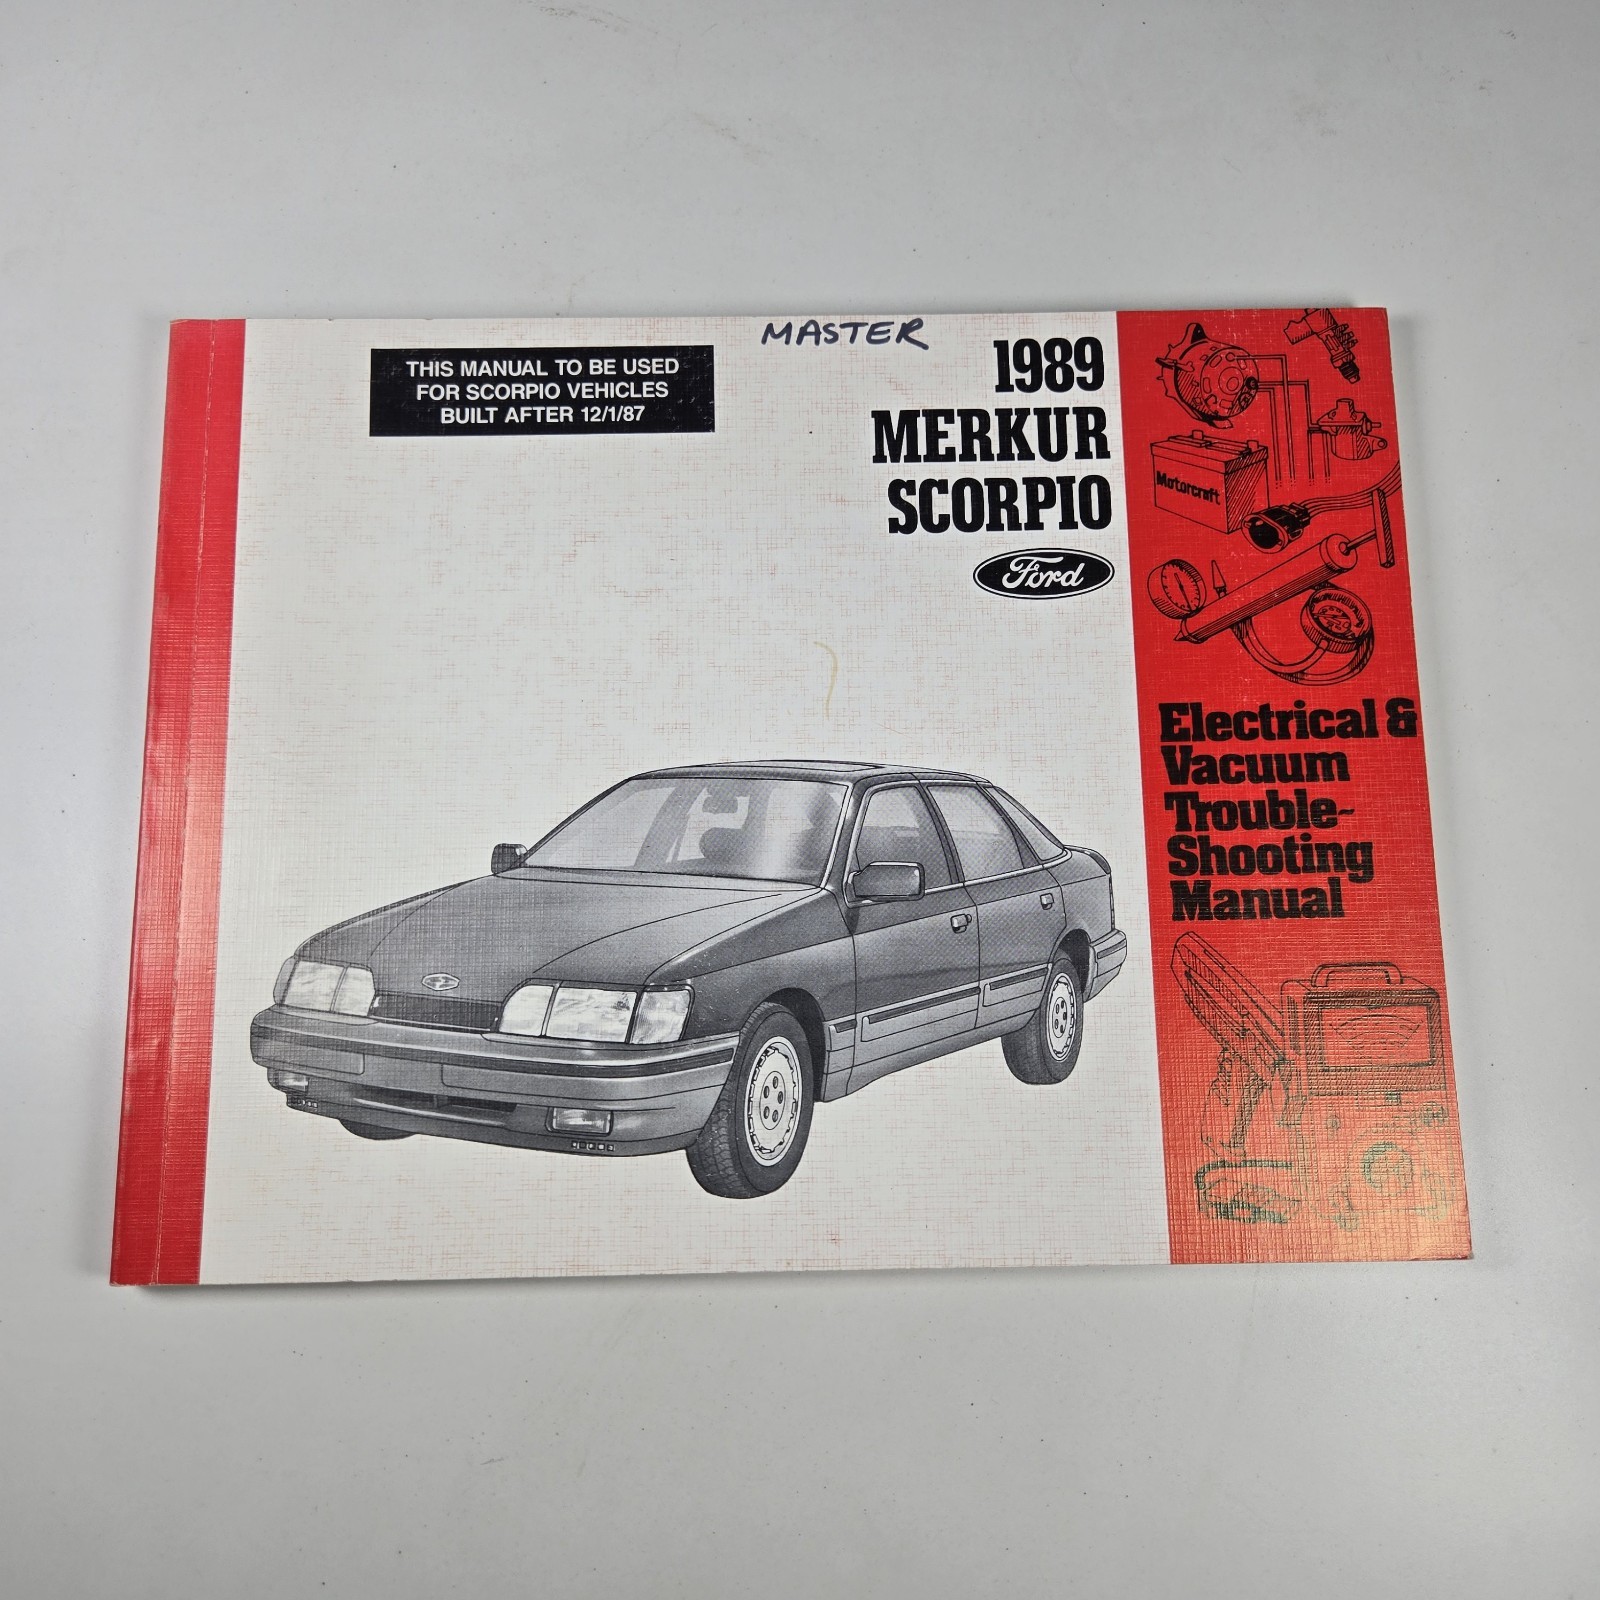 MASTER
THIS MANUAL TO BE USED
FOR SCORPIO VEHICLES
BUILT AFTER 12/1/87
1989
MERKUR
SCORPIO
Ford
Motorcraft
Electrical &
Vacuum
Trouble-
Shooting
Manual